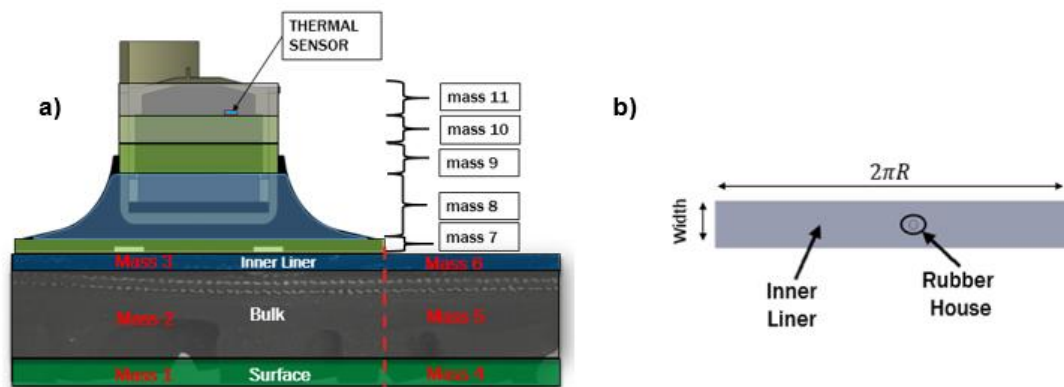 a)
THERMAL
SENSOR
mass 11
mass 10
mass 9
mass 8
mass 7
Mass 3 Inner Liner Mass 6
Mass 2 Bulk Mass 5
Mass 1 Surface Mass 4
b)
2πR
Width
Inner
Liner
Rubber
House